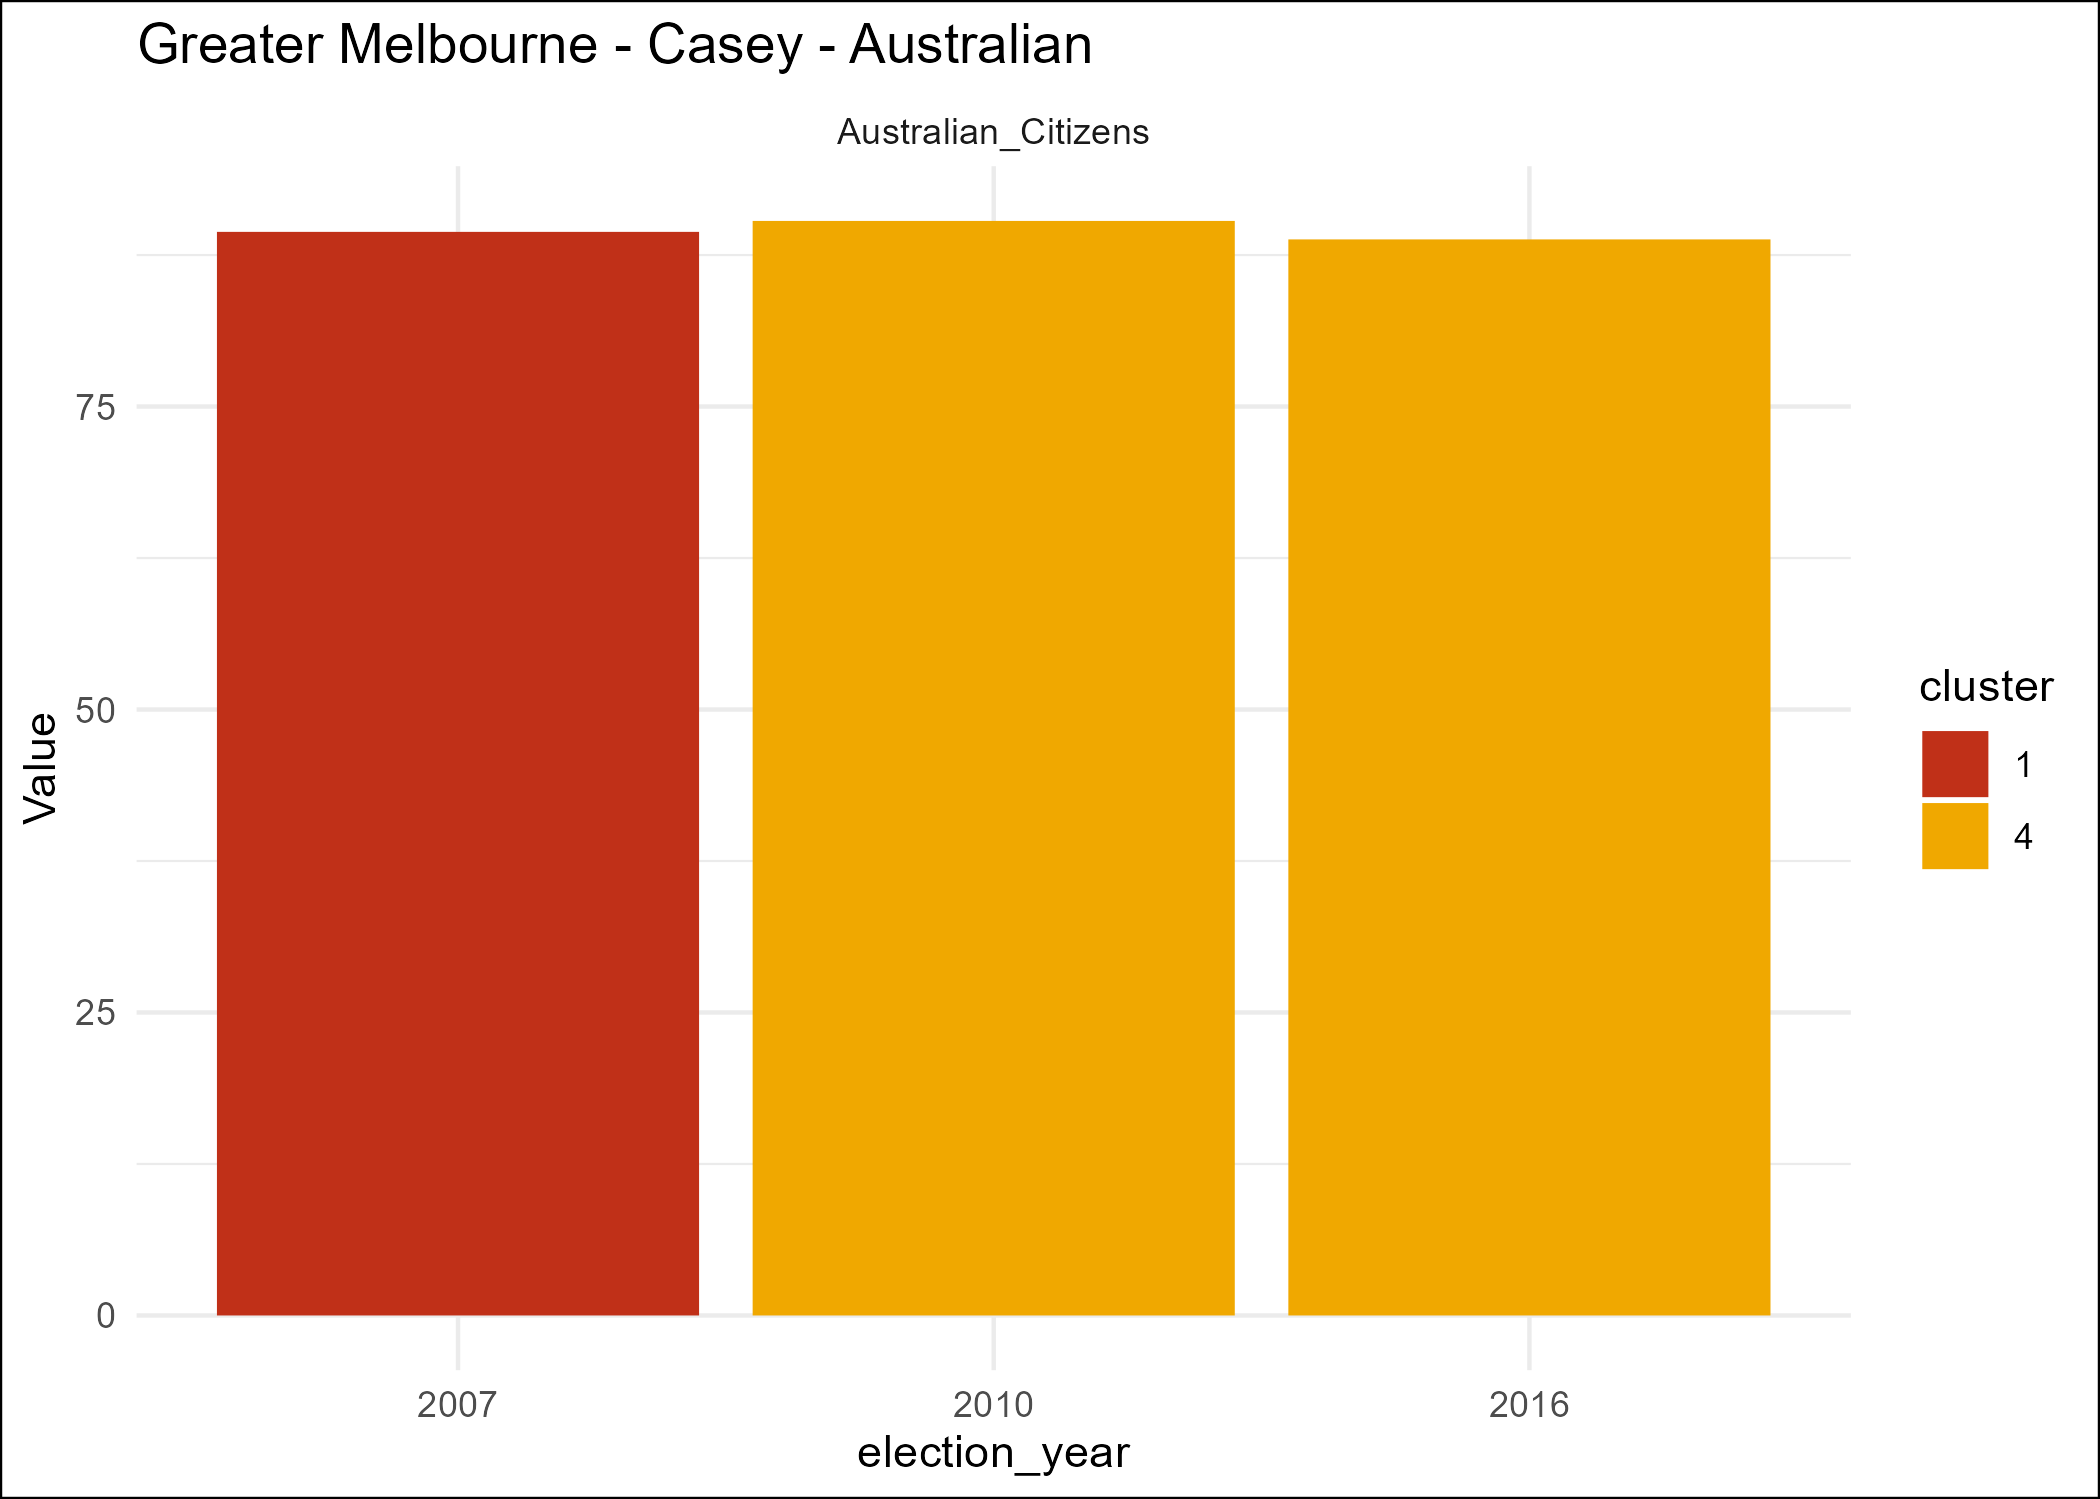 Greater Melbourne - Casey - Australian
Australian_Citizens
75
50
25
0
Value
2007 2010 2016
election_year
cluster
1
4